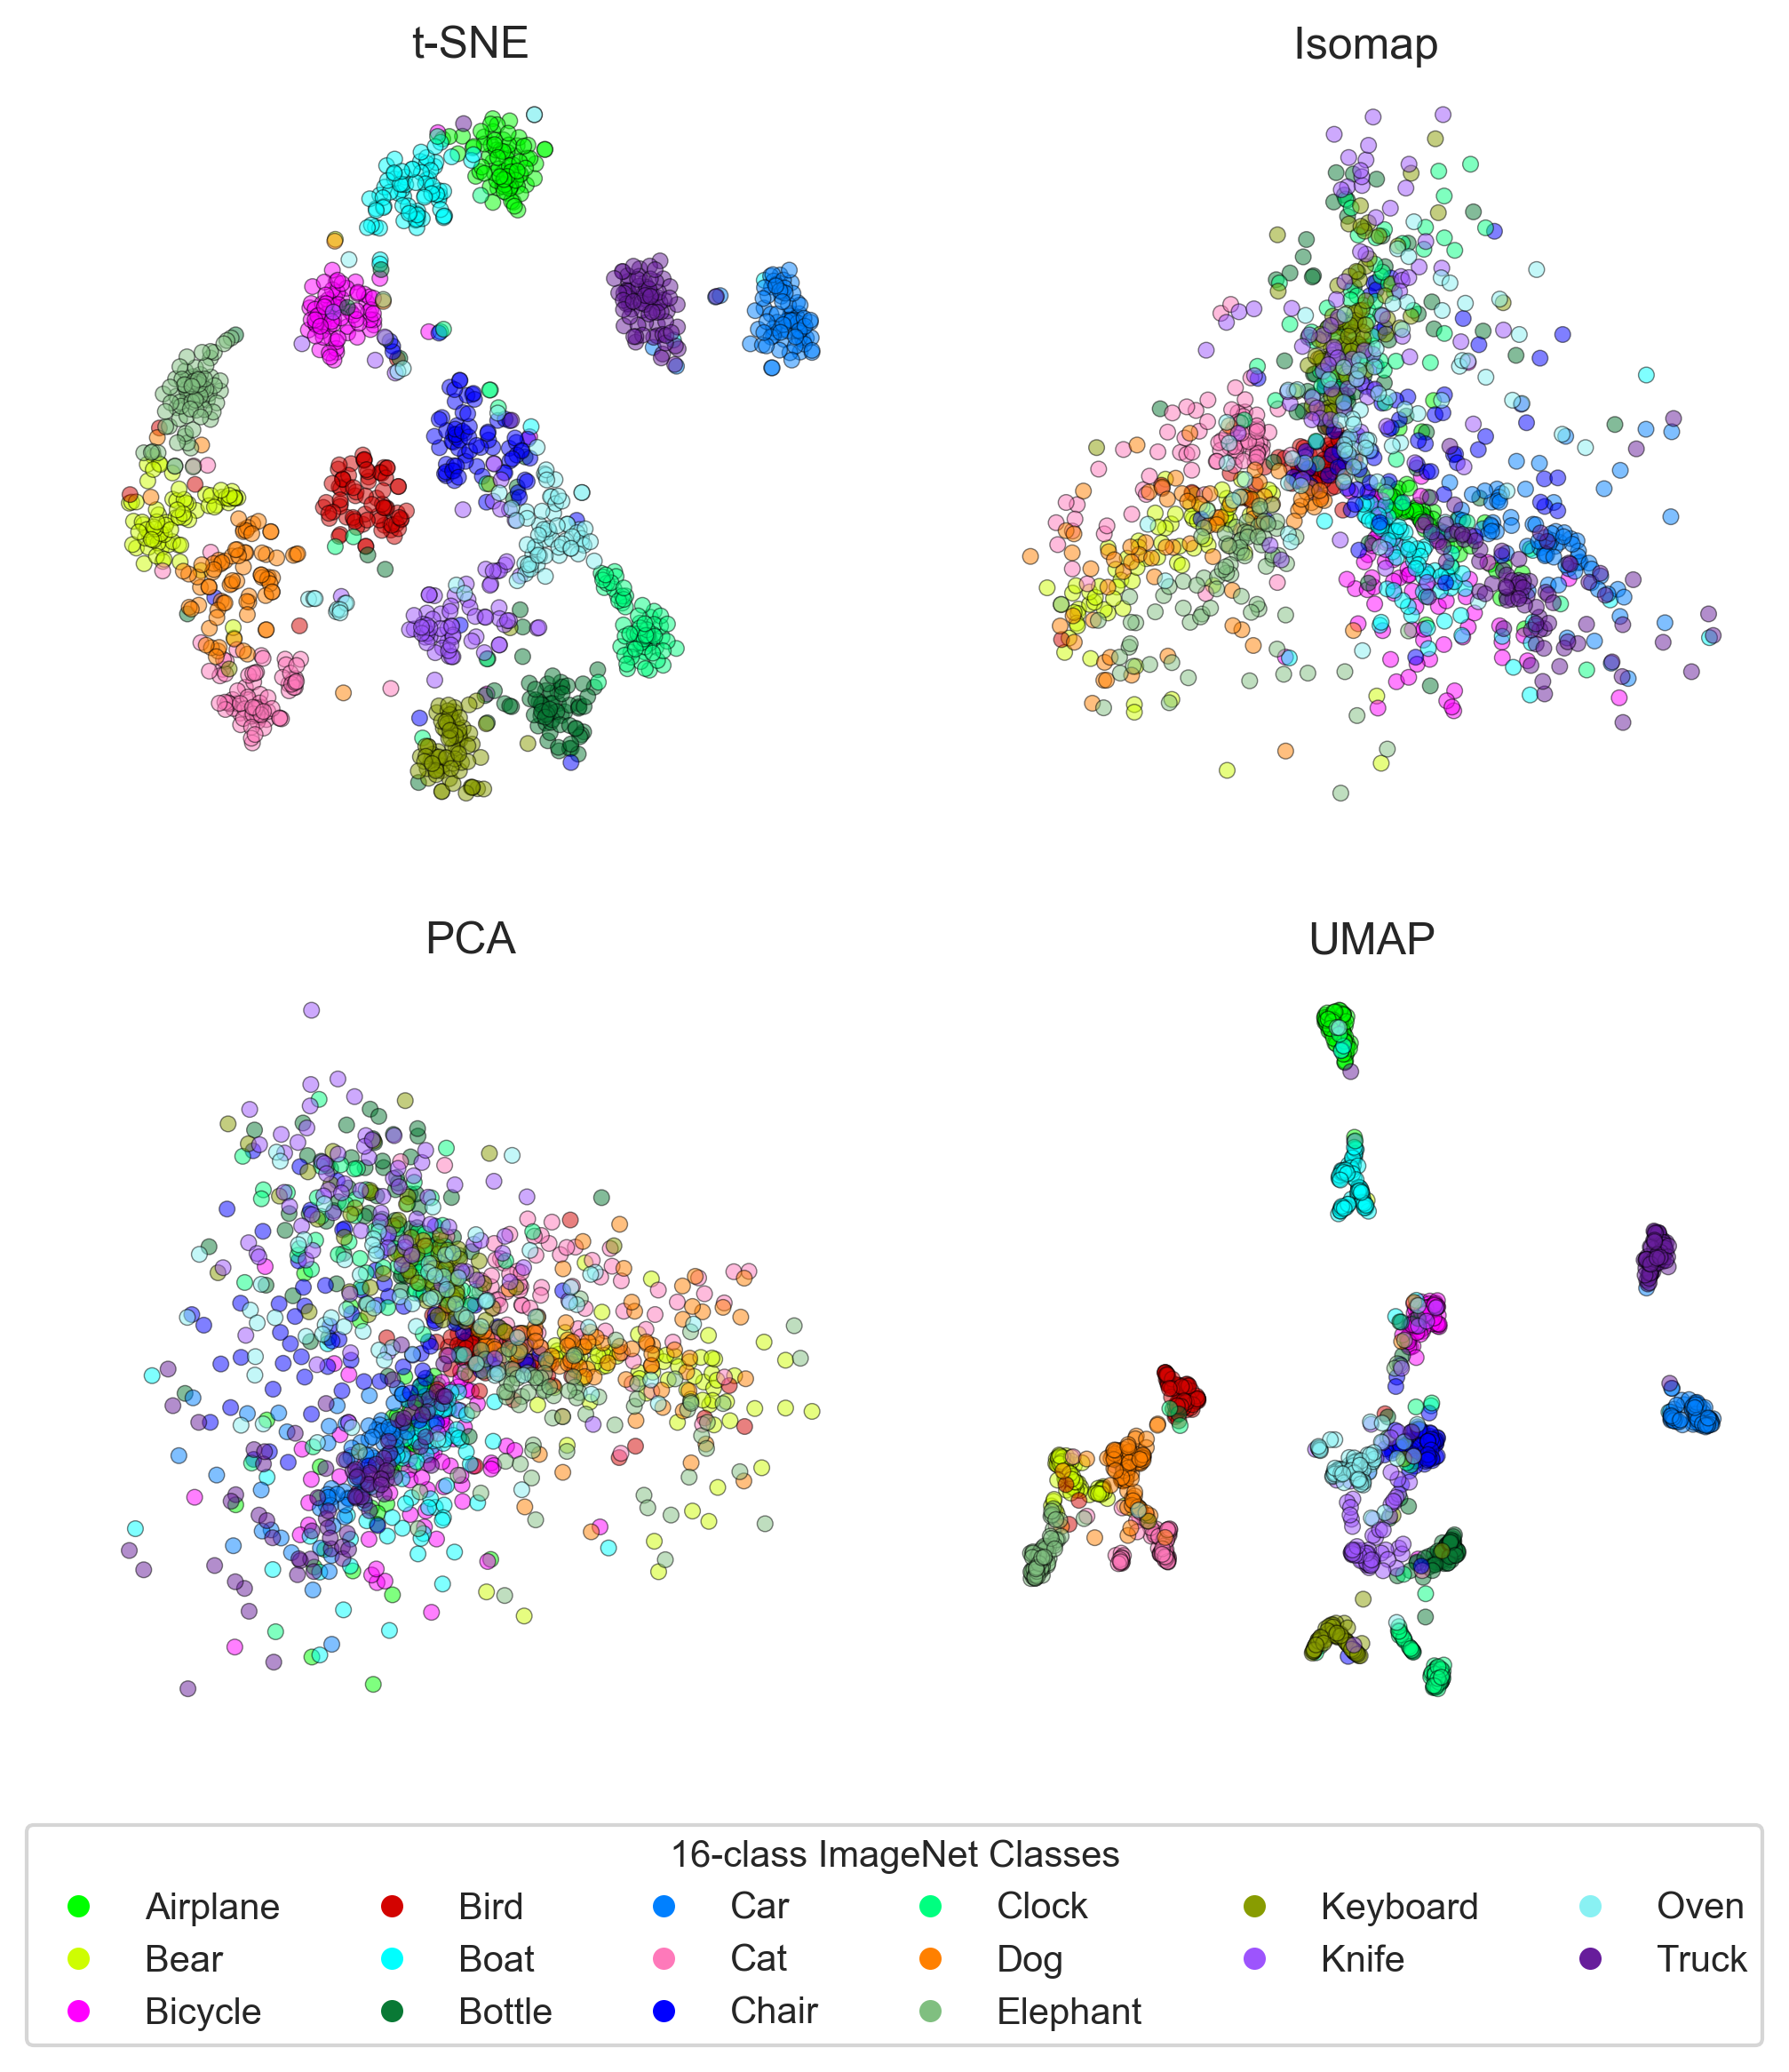 t-SNE
Isomap
PCA
UMAP
16-class ImageNet Classes
Airplane Bird Car Clock Keyboard Oven
Bear Boat Cat Dog Knife Truck
Bicycle Bottle Chair Elephant